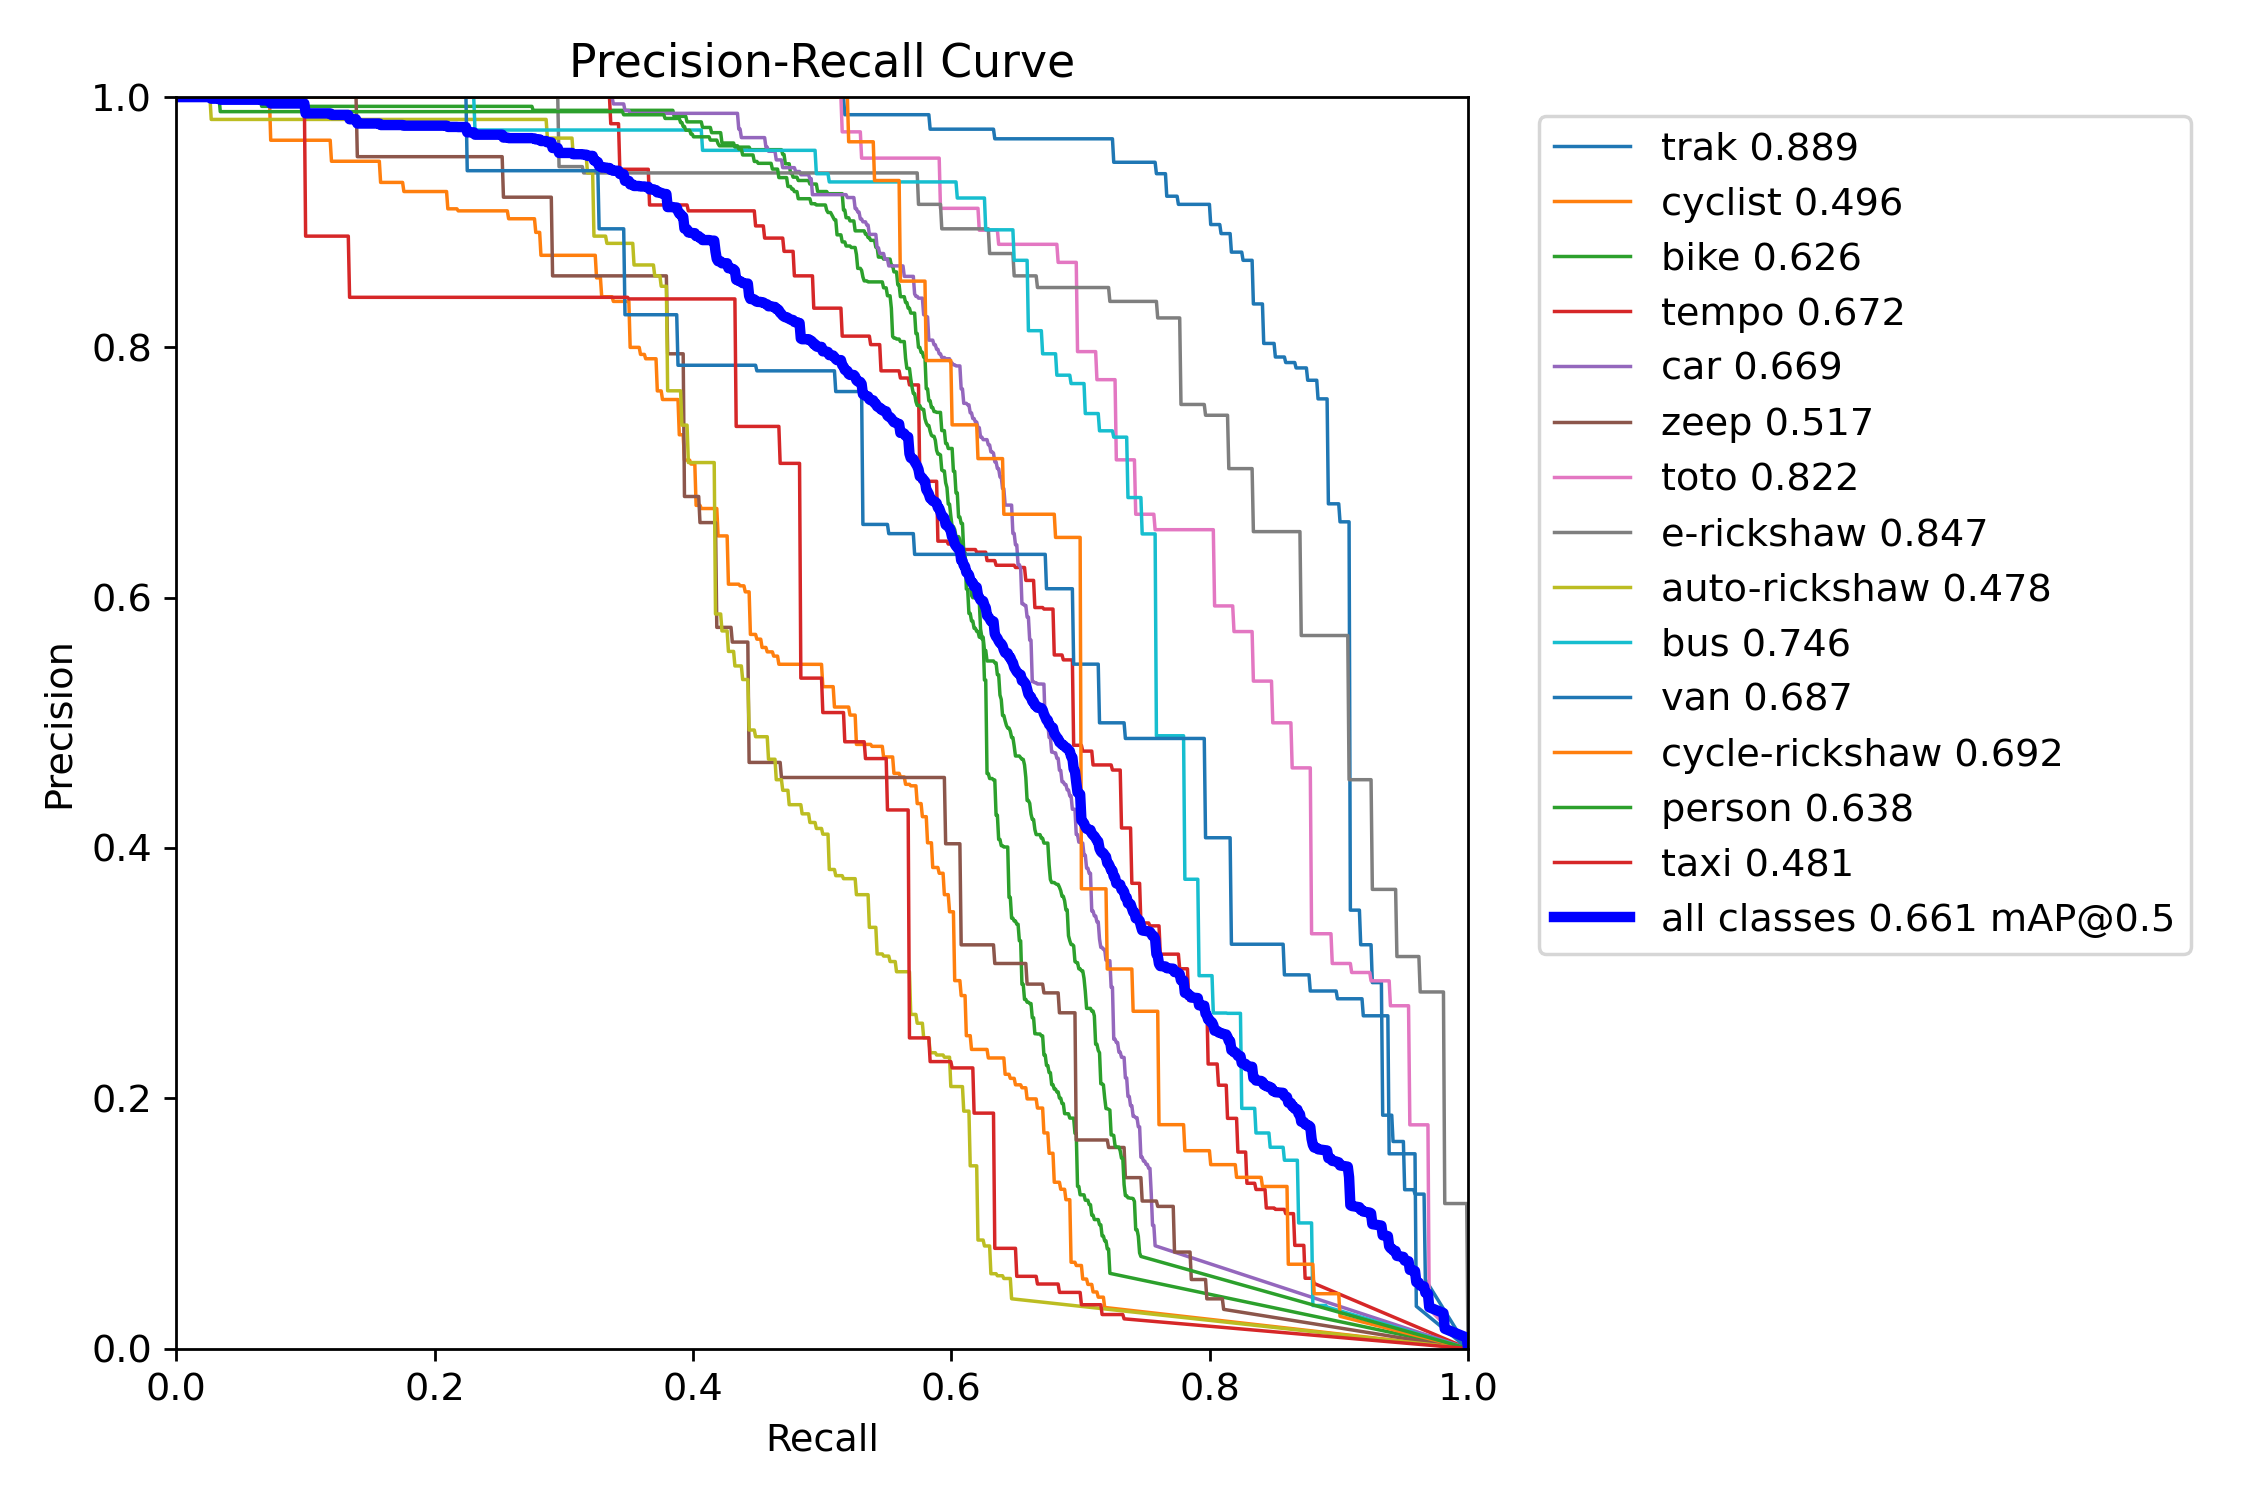 Precision-Recall Curve
1.0
0.8
0.6
0.4
0.2
0.0
Precision
0.0 0.2 0.4 0.6 0.8 1.0
Recall
trak 0.889
cyclist 0.496
bike 0.626
tempo 0.672
car 0.669
zeep 0.517
toto 0.822
e-rickshaw 0.847
auto-rickshaw 0.478
bus 0.746
van 0.687
cycle-rickshaw 0.692
person 0.638
taxi 0.481
all classes 0.661 mAP@0.5